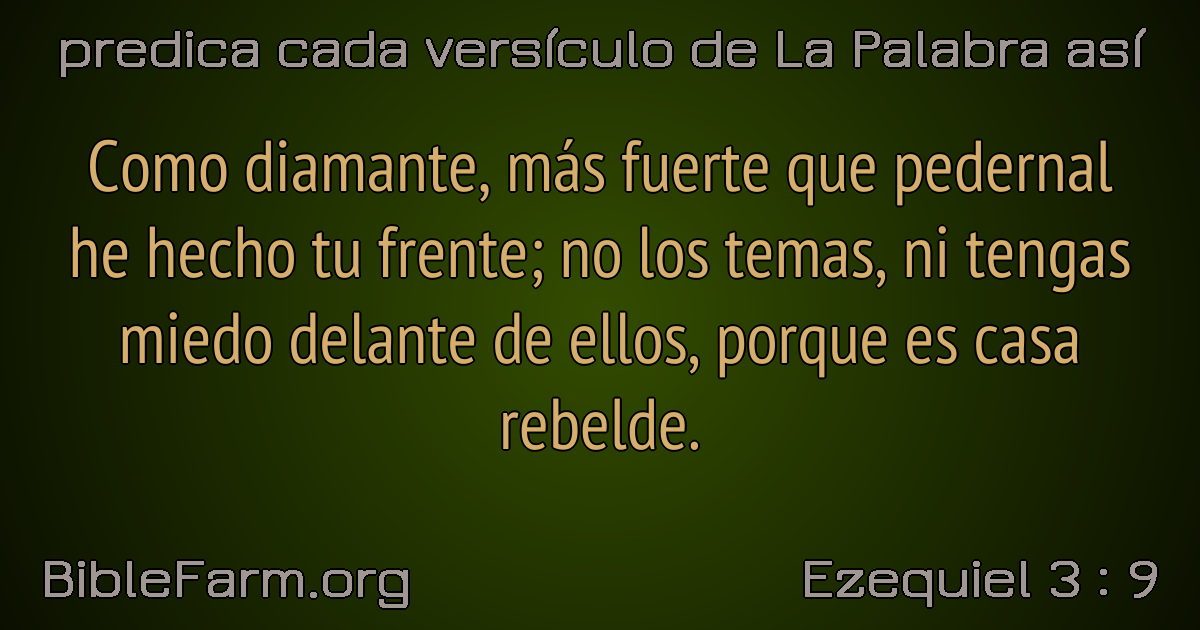 predica cada versículo de La Palabra así
Como diamante, más fuerte que pedernal
he hecho tu frente; no los temas, ni tengas
miedo delante de ellos, porque es casa
rebelde.
BibleFarm.org
Ezequiel 3 : 9